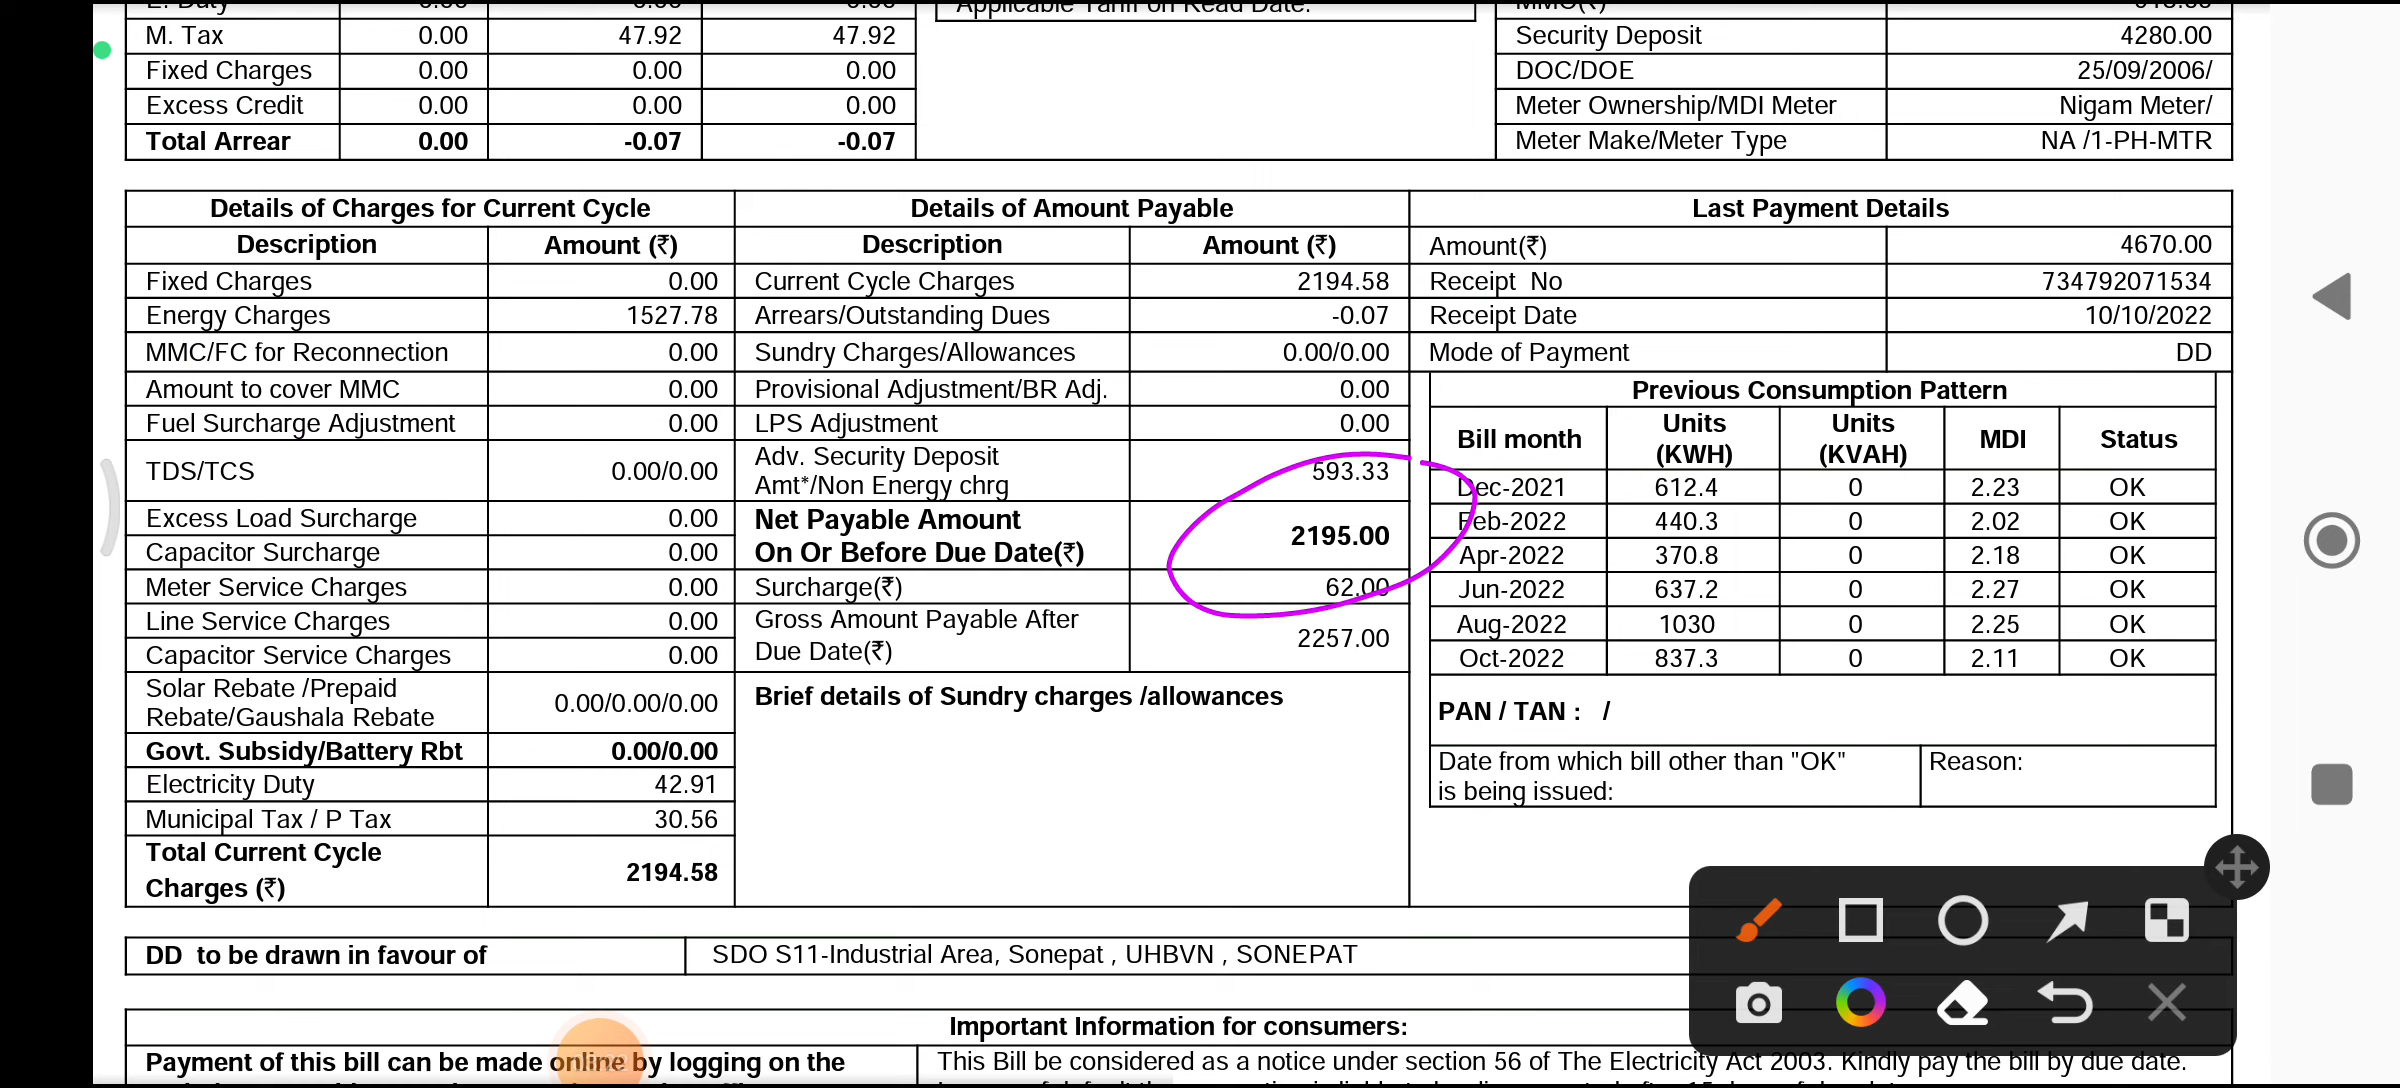 M. Tax 0.00 47.92 47.92
Fixed Charges 0.00 0.00 0.00
Excess Credit 0.00 0.00 0.00
Total Arrear 0.00 -0.07 -0.07
Applicable Tariff on Read Date:
Security Deposit 4280.00
DOC/DOE 25/09/2006/
Meter Ownership/MDI Meter Nigam Meter/
Meter Make/Meter Type NA /1-PH-MTR
Details of Charges for Current Cycle
Description Amount (₹)
Fixed Charges 0.00
Energy Charges 1527.78
MMC/FC for Reconnection 0.00
Amount to cover MMC 0.00
Fuel Surcharge Adjustment 0.00
TDS/TCS 0.00/0.00
Excess Load Surcharge 0.00
Capacitor Surcharge 0.00
Meter Service Charges 0.00
Line Service Charges 0.00
Capacitor Service Charges 0.00
Solar Rebate /Prepaid
Rebate/Gaushala Rebate 0.00/0.00/0.00
Govt. Subsidy/Battery Rbt 0.00/0.00
Electricity Duty 42.91
Municipal Tax / P Tax 30.56
Total Current Cycle
Charges (₹) 2194.58
Details of Amount Payable
Description Amount (₹)
Current Cycle Charges 2194.58
Arrears/Outstanding Dues -0.07
Sundry Charges/Allowances 0.00/0.00
Provisional Adjustment/BR Adj. 0.00
LPS Adjustment 0.00
Adv. Security Deposit
Amt*/Non Energy chrg 593.33
Net Payable Amount
On Or Before Due Date(₹) 2195.00
Surcharge(₹) 62.00
Gross Amount Payable After
Due Date(₹) 2257.00
Brief details of Sundry charges /allowances
Last Payment Details
Amount(₹) 4670.00
Receipt No 734792071534
Receipt Date 10/10/2022
Mode of Payment DD
Previous Consumption Pattern
Bill month Units (KWH) Units (KVAH) MDI Status
Dec-2021 612.4 0 2.23 OK
Feb-2022 440.3 0 2.02 OK
Apr-2022 370.8 0 2.18 OK
Jun-2022 637.2 0 2.27 OK
Aug-2022 1030 0 2.25 OK
Oct-2022 837.3 0 2.11 OK
PAN / TAN : /
Date from which bill other than "OK"
is being issued:
Reason:
DD to be drawn in favour of SDO S11-Industrial Area, Sonepat , UHBVN , SONEPAT
Important Information for consumers:
Payment of this bill can be made online by logging on the
This Bill be considered as a notice under section 56 of The Electricity Act 2003. Kindly pay the bill by due date.